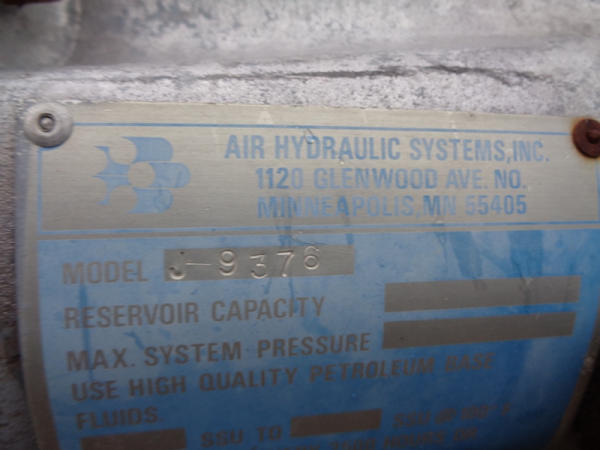 AIR HYDRAULIC SYSTEMS, INC.
1120 GLENWOOD AVE. NO.
MINNEAPOLIS, MN 55405
MODEL J-9376
RESERVOIR CAPACITY
MAX. SYSTEM PRESSURE
USE HIGH QUALITY PETROLEUM BASE
FLUIDS.
SSU TO